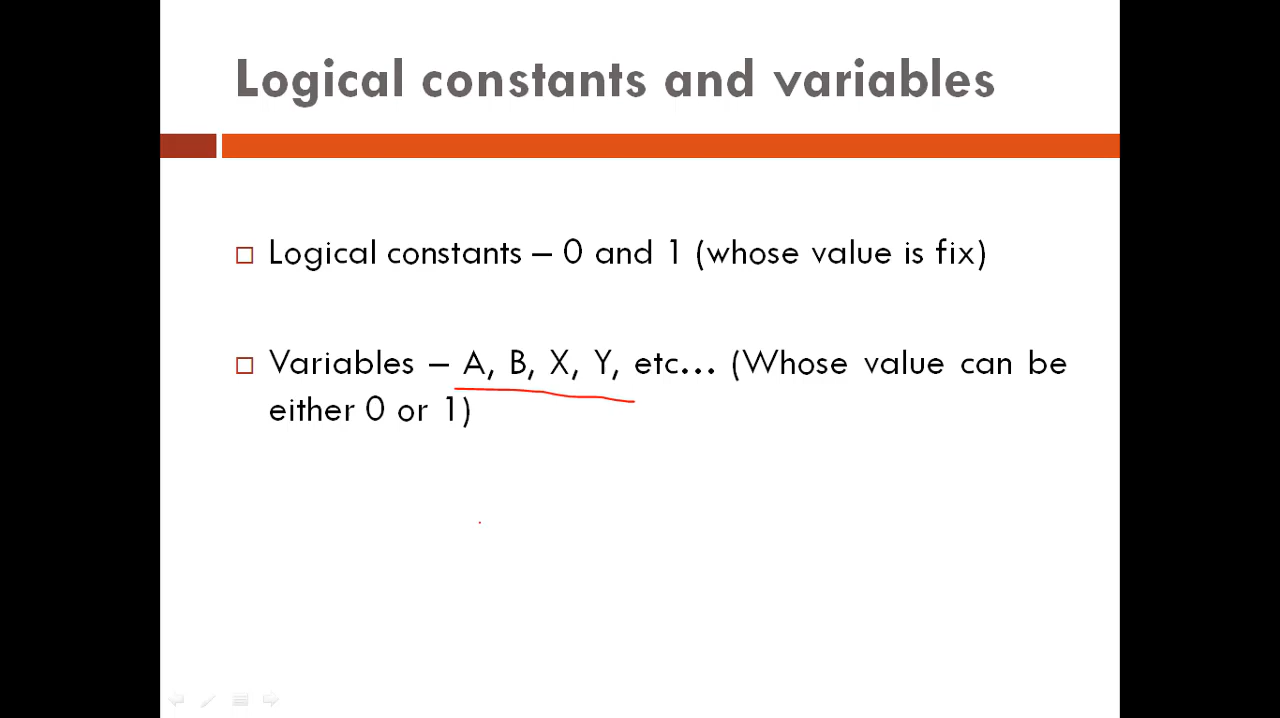 Logical constants and variables
Logical constants – 0 and 1 (whose value is fix)
Variables – A, B, X, Y, etc... (Whose value can be
either 0 or 1)